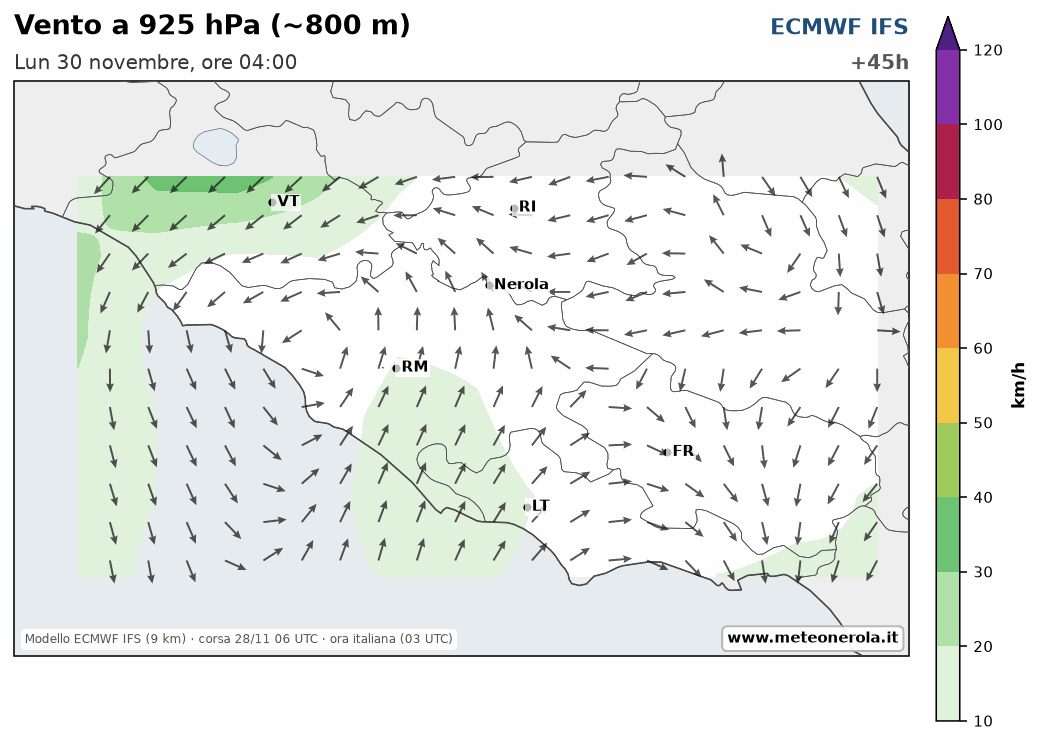 Vento a 925 hPa (~800 m)
ECMWF IFS
Lun 30 novembre, ore 04:00
+45h
VT
RI
Nerola
RM
FR
LT
120
100
80
70
60
50
40
30
20
10
km/h
Modello ECMWF IFS (9 km) · corsa 28/11 06 UTC · ora italiana (03 UTC)
www.meteonerola.it